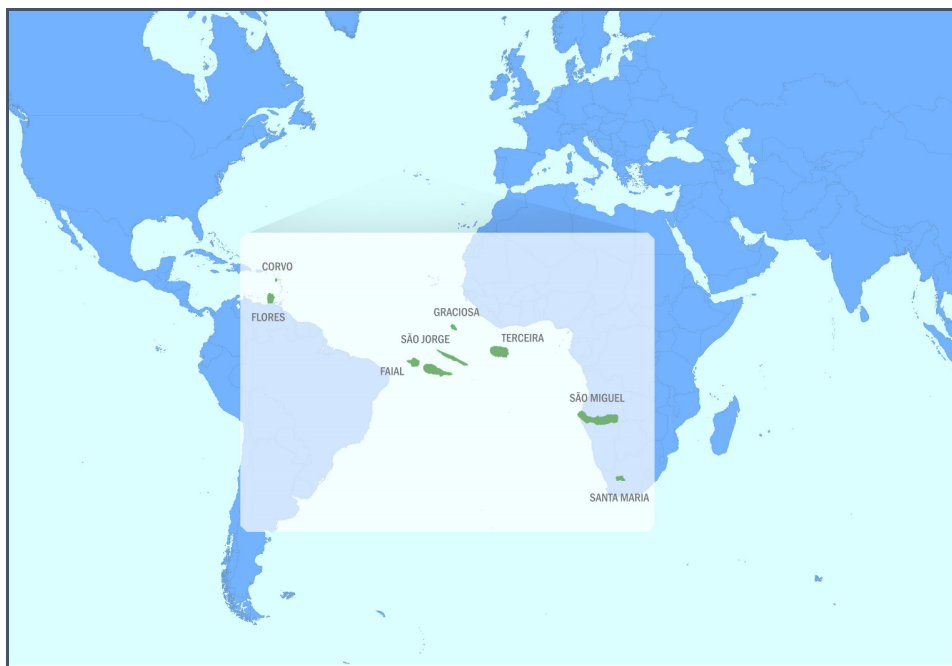 CORVO
FLORES
GRACIOSA
SÃO JORGE
TERCEIRA
FAIAL
SÃO MIGUEL
SANTA MARIA